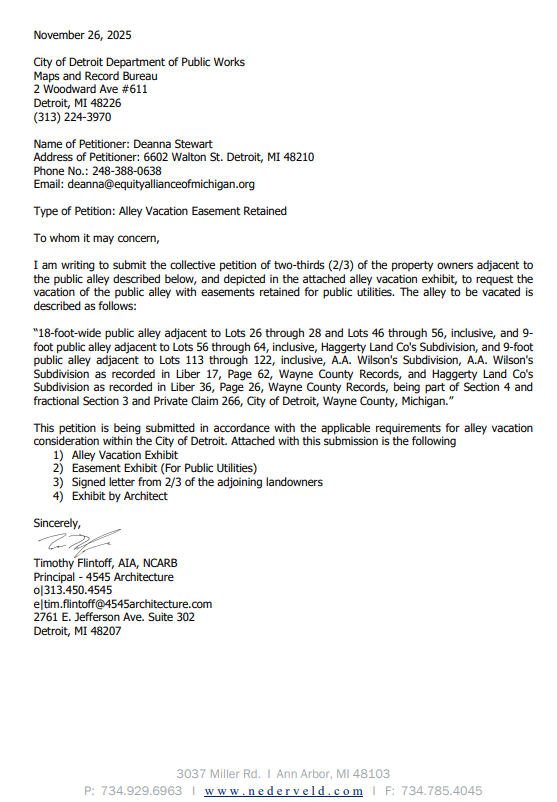 November 26, 2025
City of Detroit Department of Public Works
Maps and Record Bureau
2 Woodward Ave #611
Detroit, MI 48226
(313) 224-3970
Name of Petitioner: Deanna Stewart
Address of Petitioner: 6602 Walton St. Detroit, MI 48210
Phone No.: 248-388-0638
Email: deanna@equityallianceofmichigan.org
Type of Petition: Alley Vacation Easement Retained
To whom it may concern,
I am writing to submit the collective petition of two-thirds (2/3) of the property owners adjacent to
the public alley described below, and depicted in the attached alley vacation exhibit, to request the
vacation of the public alley with easements retained for public utilities. The alley to be vacated is
described as follows:
“18-foot-wide public alley adjacent to Lots 26 through 28 and Lots 46 through 56, inclusive, and 9-
foot public alley adjacent to Lots 56 through 64, inclusive, Haggerty Land Co's Subdivision, and 9-foot
public alley adjacent to Lots 113 through 122, inclusive, A.A. Wilson's Subdivision, A.A. Wilson's
Subdivision as recorded in Liber 17, Page 62, Wayne County Records, and Haggerty Land Co's
Subdivision as recorded in Liber 36, Page 26, Wayne County Records, being part of Section 4 and
fractional Section 3 and Private Claim 266, City of Detroit, Wayne County, Michigan.”
This petition is being submitted in accordance with the applicable requirements for alley vacation
consideration within the City of Detroit. Attached with this submission is the following
1) Alley Vacation Exhibit
2) Easement Exhibit (For Public Utilities)
3) Signed letter from 2/3 of the adjoining landowners
4) Exhibit by Architect
Sincerely,
Timothy Flintoff, AIA, NCARB
Principal - 4545 Architecture
o|313.450.4545
e|tim.flintoff@4545architecture.com
2761 E. Jefferson Ave. Suite 302
Detroit, MI 48207
3037 Miller Rd. I Ann Arbor, MI 48103
P: 734.929.6963 I www.nederveld.com I F: 734.785.4045